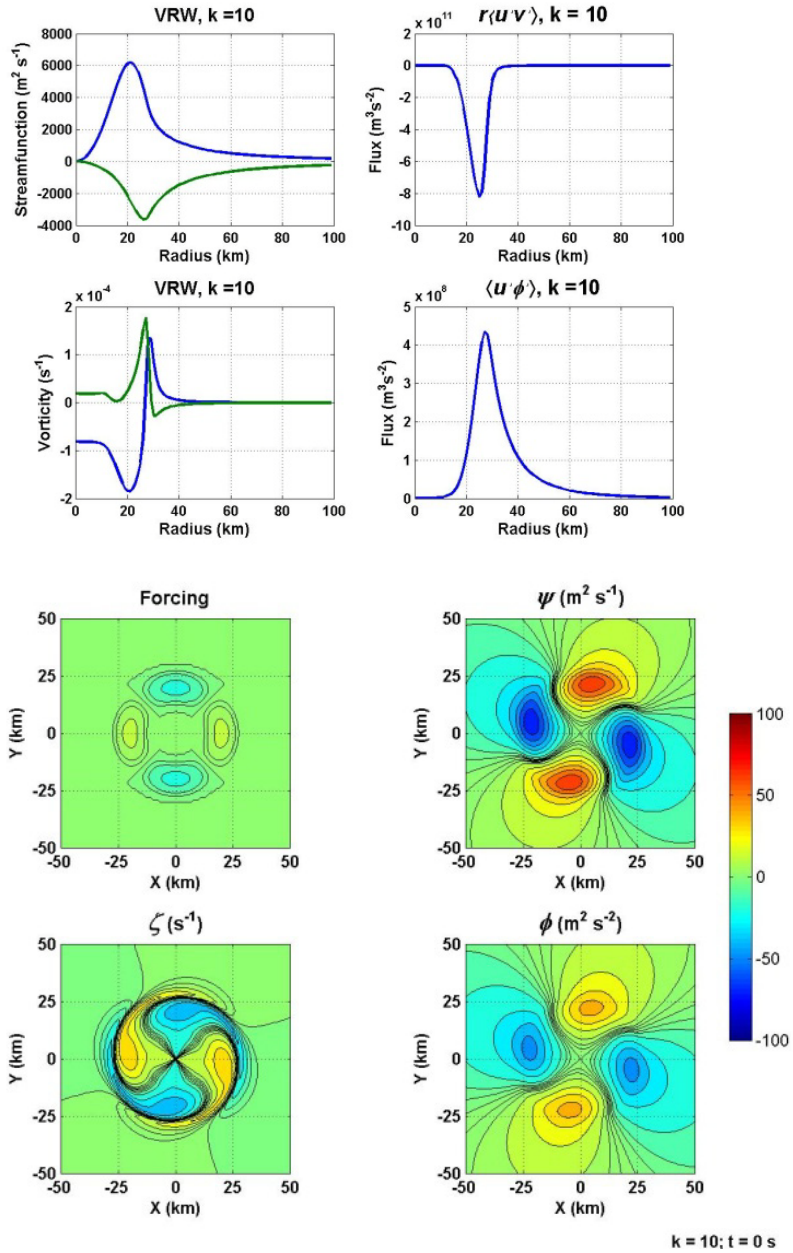 VRW, k =10
Streamfunction (m² s⁻¹)
8000
6000
4000
2000
0
-2000
-4000
0 20 40 60 80 100
Radius (km)
r⟨u'v'⟩, k = 10
x 10¹¹
Flux (m³s⁻²)
2
0
-2
-4
-6
-8
-10
0 20 40 60 80 100
Radius (km)
VRW, k =10
x 10⁻⁴
Vorticity (s⁻¹)
2
1
0
-1
-2
0 20 40 60 80 100
Radius (km)
⟨u'ϕ'⟩, k =10
x 10⁸
Flux (m³s⁻²)
5
4
3
2
1
0
0 20 40 60 80 100
Radius (km)
Forcing
Y (km)
50
25
0
-25
-50
-50 -25 0 25 50
X (km)
ψ (m² s⁻¹)
Y (km)
50
25
0
-25
-50
-50 -25 0 25 50
X (km)
ζ (s⁻¹)
Y (km)
50
25
0
-25
-50
-50 -25 0 25 50
X (km)
ϕ (m² s⁻²)
Y (km)
50
25
0
-25
-50
-50 -25 0 25 50
X (km)
100
50
0
-50
-100
k = 10; t = 0 s